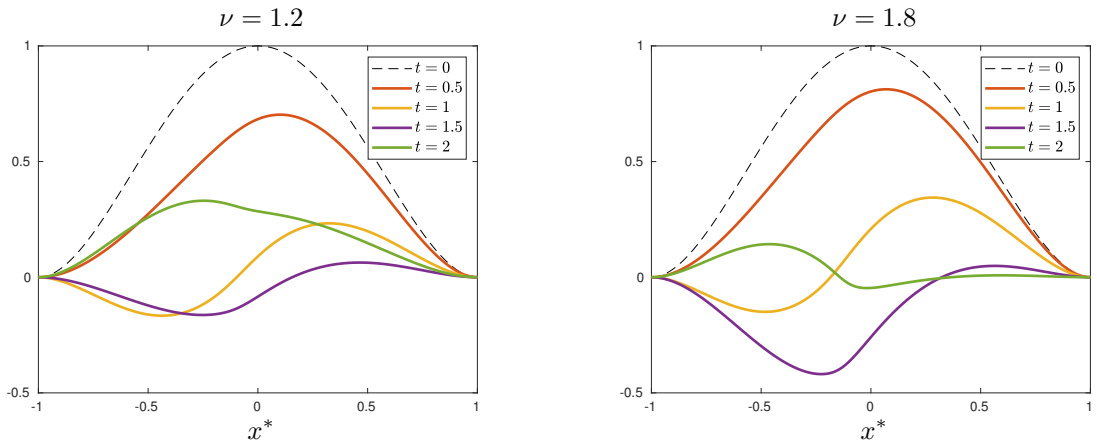 ν = 1.2
1
0.5
0
-0.5
-1
-0.5
0
0.5
1
x*
t = 0
t = 0.5
t = 1
t = 1.5
t = 2
ν = 1.8
1
0.5
0
-0.5
-1
-0.5
0
0.5
1
x*
t = 0
t = 0.5
t = 1
t = 1.5
t = 2